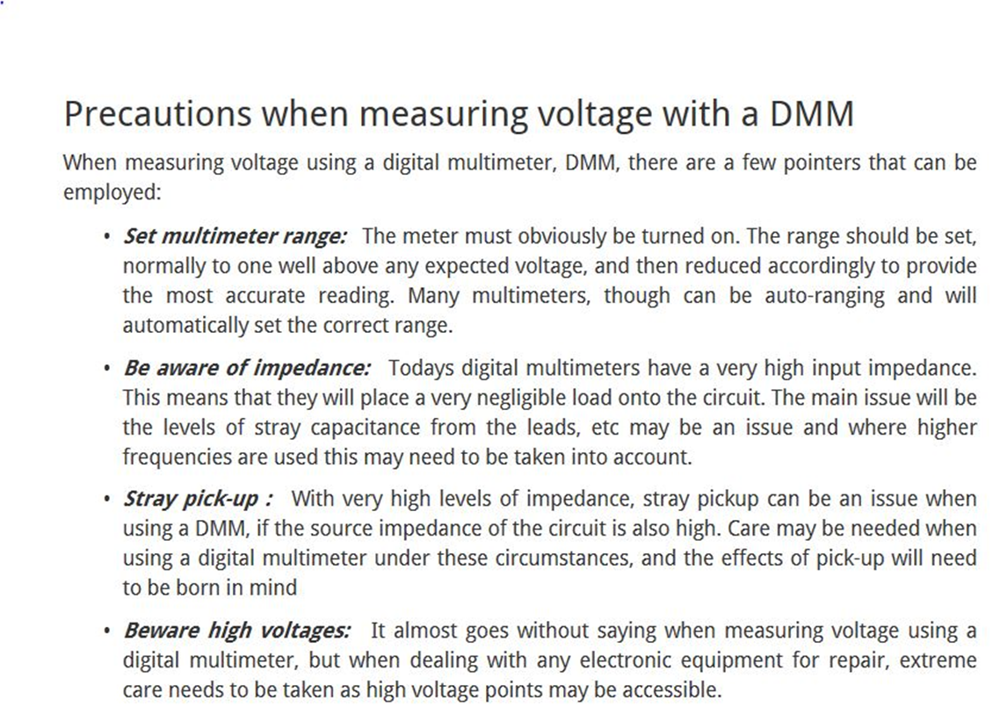 Precautions when measuring voltage with a DMM
When measuring voltage using a digital multimeter, DMM, there are a few pointers that can be
employed:
• Set multimeter range: The meter must obviously be turned on. The range should be set,
normally to one well above any expected voltage, and then reduced accordingly to provide
the most accurate reading. Many multimeters, though can be auto-ranging and will
automatically set the correct range.
• Be aware of impedance: Todays digital multimeters have a very high input impedance.
This means that they will place a very negligible load onto the circuit. The main issue will be
the levels of stray capacitance from the leads, etc may be an issue and where higher
frequencies are used this may need to be taken into account.
• Stray pick-up : With very high levels of impedance, stray pickup can be an issue when
using a DMM, if the source impedance of the circuit is also high. Care may be needed when
using a digital multimeter under these circumstances, and the effects of pick-up will need
to be born in mind
• Beware high voltages: It almost goes without saying when measuring voltage using a
digital multimeter, but when dealing with any electronic equipment for repair, extreme
care needs to be taken as high voltage points may be accessible.